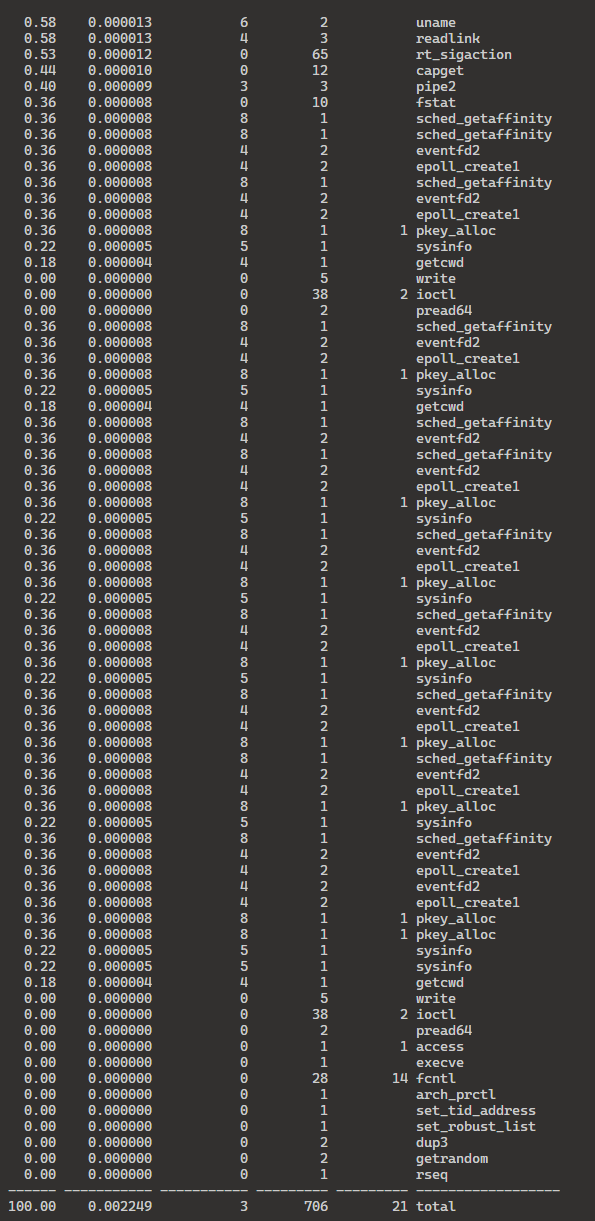 0.58 0.000013 6 2 uname
0.58 0.000013 4 3 readlink
0.53 0.000012 0 65 rt_sigaction
0.44 0.000010 0 12 capget
0.40 0.000009 3 3 pipe2
0.36 0.000008 0 10 fstat
0.36 0.000008 8 1 sched_getaffinity
0.36 0.000008 8 1 sched_getaffinity
0.36 0.000008 4 2 eventfd2
0.36 0.000008 4 2 epoll_create1
0.36 0.000008 8 1 sched_getaffinity
0.36 0.000008 4 2 eventfd2
0.36 0.000008 4 2 epoll_create1
0.36 0.000008 8 1 1 pkey_alloc
0.22 0.000005 5 1 sysinfo
0.18 0.000004 4 1 getcwd
0.00 0.000000 0 5 write
0.00 0.000000 0 38 2 ioctl
0.00 0.000000 0 2 pread64
0.36 0.000008 8 1 sched_getaffinity
0.36 0.000008 4 2 eventfd2
0.36 0.000008 4 2 epoll_create1
0.36 0.000008 8 1 1 pkey_alloc
0.22 0.000005 5 1 sysinfo
0.18 0.000004 4 1 getcwd
0.36 0.000008 8 1 sched_getaffinity
0.36 0.000008 4 2 eventfd2
0.36 0.000008 8 1 sched_getaffinity
0.36 0.000008 4 2 eventfd2
0.36 0.000008 4 2 epoll_create1
0.36 0.000008 8 1 1 pkey_alloc
0.22 0.000005 5 1 sysinfo
0.36 0.000008 8 1 sched_getaffinity
0.36 0.000008 4 2 eventfd2
0.36 0.000008 4 2 epoll_create1
0.36 0.000008 8 1 1 pkey_alloc
0.22 0.000005 5 1 sysinfo
0.36 0.000008 8 1 sched_getaffinity
0.36 0.000008 4 2 eventfd2
0.36 0.000008 4 2 epoll_create1
0.36 0.000008 8 1 1 pkey_alloc
0.22 0.000005 5 1 sysinfo
0.36 0.000008 8 1 sched_getaffinity
0.36 0.000008 4 2 eventfd2
0.36 0.000008 4 2 epoll_create1
0.36 0.000008 8 1 1 pkey_alloc
0.36 0.000008 8 1 sched_getaffinity
0.36 0.000008 4 2 eventfd2
0.36 0.000008 4 2 epoll_create1
0.36 0.000008 8 1 1 pkey_alloc
0.22 0.000005 5 1 sysinfo
0.36 0.000008 8 1 sched_getaffinity
0.36 0.000008 4 2 eventfd2
0.36 0.000008 4 2 epoll_create1
0.36 0.000008 4 2 eventfd2
0.36 0.000008 4 2 epoll_create1
0.36 0.000008 8 1 1 pkey_alloc
0.36 0.000008 8 1 1 pkey_alloc
0.22 0.000005 5 1 sysinfo
0.22 0.000005 5 1 sysinfo
0.18 0.000004 4 1 getcwd
0.00 0.000000 0 5 write
0.00 0.000000 0 38 2 ioctl
0.00 0.000000 0 2 pread64
0.00 0.000000 0 1 1 access
0.00 0.000000 0 1 execve
0.00 0.000000 0 28 14 fcntl
0.00 0.000000 0 1 arch_prctl
0.00 0.000000 0 1 set_tid_address
0.00 0.000000 0 1 set_robust_list
0.00 0.000000 0 2 dup3
0.00 0.000000 0 2 getrandom
0.00 0.000000 0 1 rseq
------ ----------- ----------- --------- --------- ------------------
100.00 0.002249 3 706 21 total